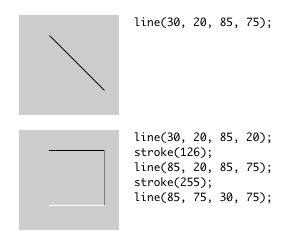 line(30, 20, 85, 75);
line(30, 20, 85, 20);
stroke(126);
line(85, 20, 85, 75);
stroke(255);
line(85, 75, 30, 75);